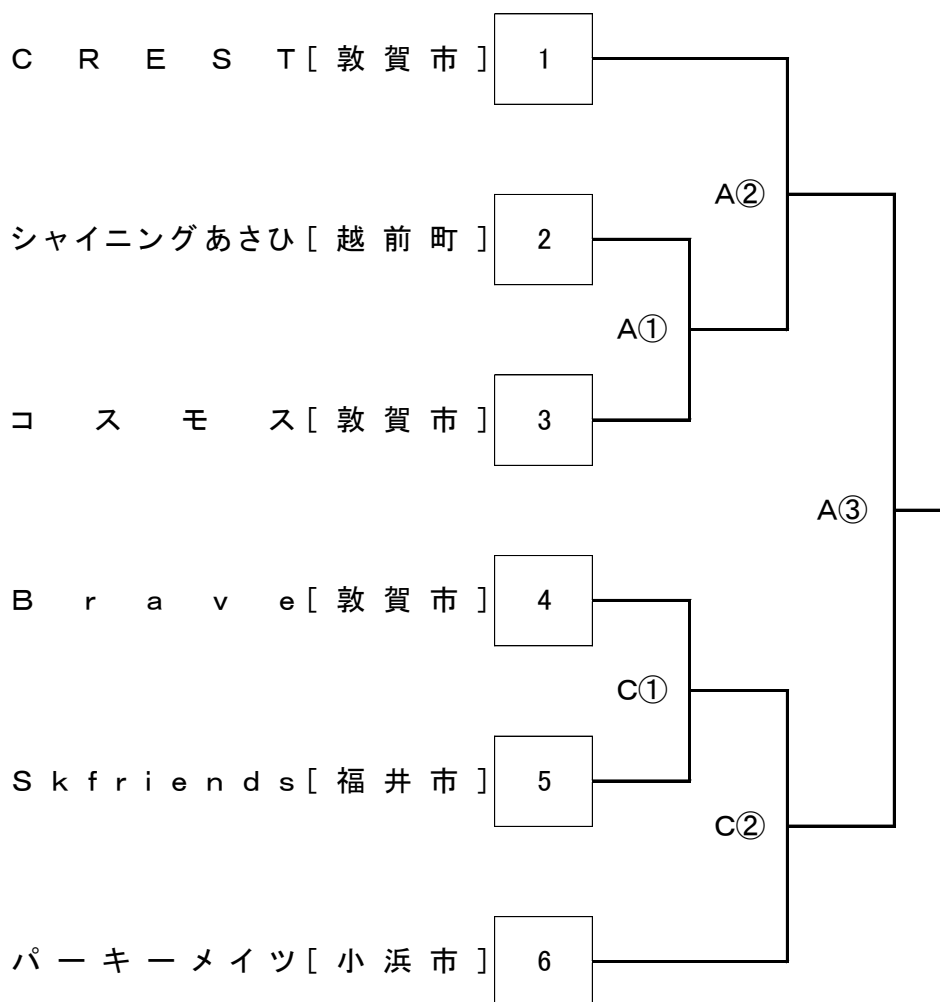 CREST[敦賀市] 1
A②
シャイニングあさひ[越前町] 2
A①
コスモス[敦賀市] 3
A③
Brave[敦賀市] 4
C①
Skfriends[福井市] 5
C②
パーキーメイツ[小浜市] 6